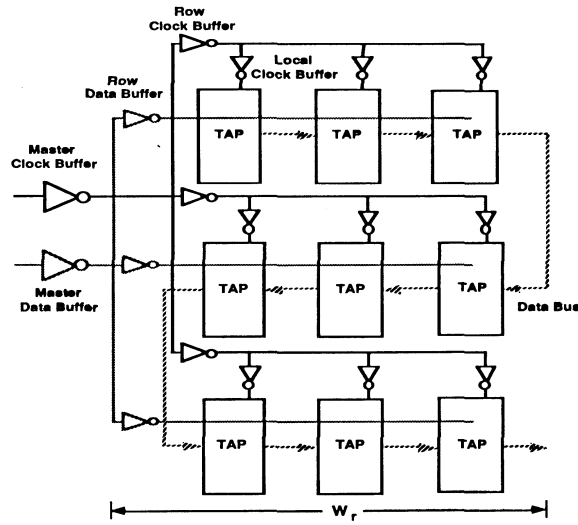 Row
Clock Buffer
Local
Clock Buffer
Row
Data Buffer
TAP
TAP
TAP
Master
Clock Buffer
TAP
TAP
TAP
Master
Data Buffer
Data Bus
TAP
TAP
TAP
Wr